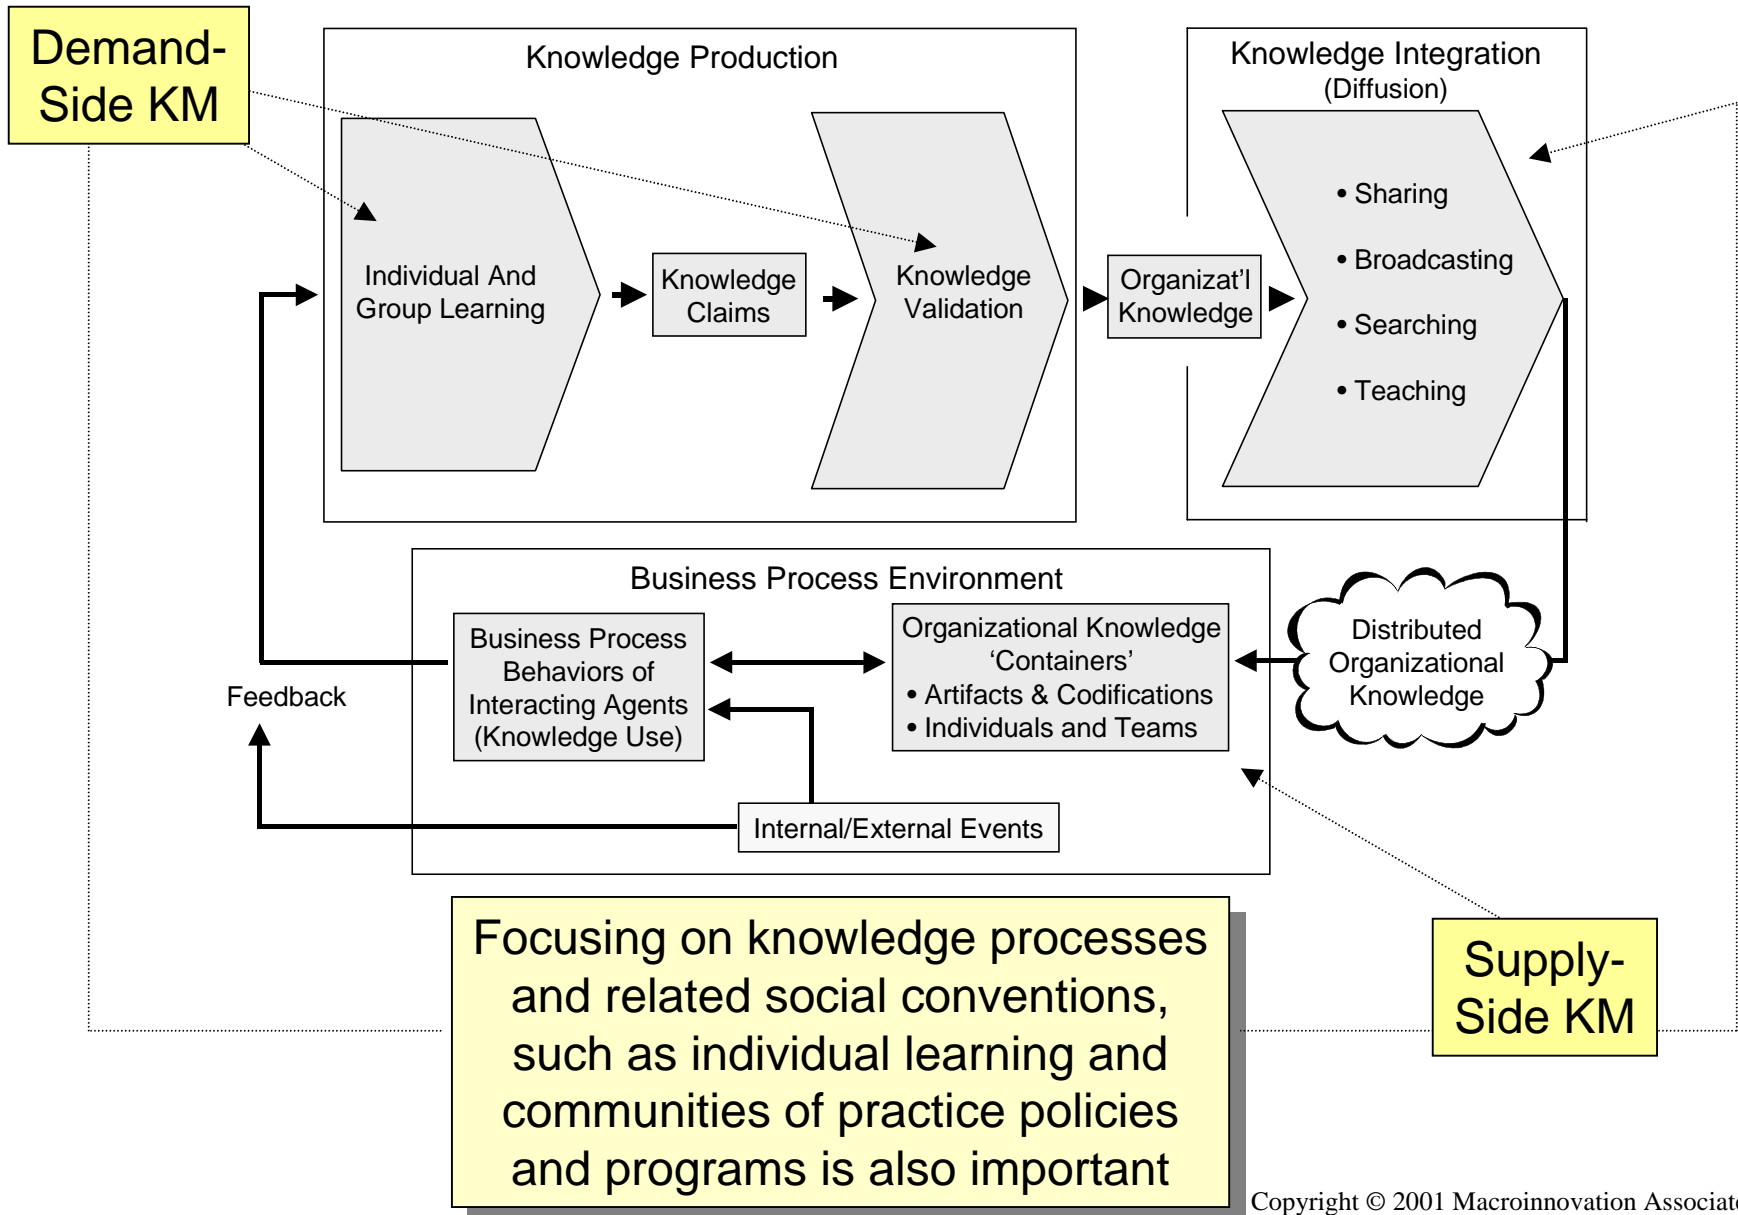 Demand-
Side KM
Knowledge Production
Knowledge Integration
(Diffusion)
Individual And
Group Learning
Knowledge
Claims
Knowledge
Validation
Organizat'l
Knowledge
• Sharing
• Broadcasting
• Searching
• Teaching
Business Process Environment
Business Process
Behaviors of
Interacting Agents
(Knowledge Use)
Organizational Knowledge
‘Containers’
• Artifacts & Codifications
• Individuals and Teams
Distributed
Organizational
Knowledge
Feedback
Internal/External Events
Focusing on knowledge processes
and related social conventions,
such as individual learning and
communities of practice policies
and programs is also important
Supply-
Side KM
Copyright © 2001 Macroinnovation Associate